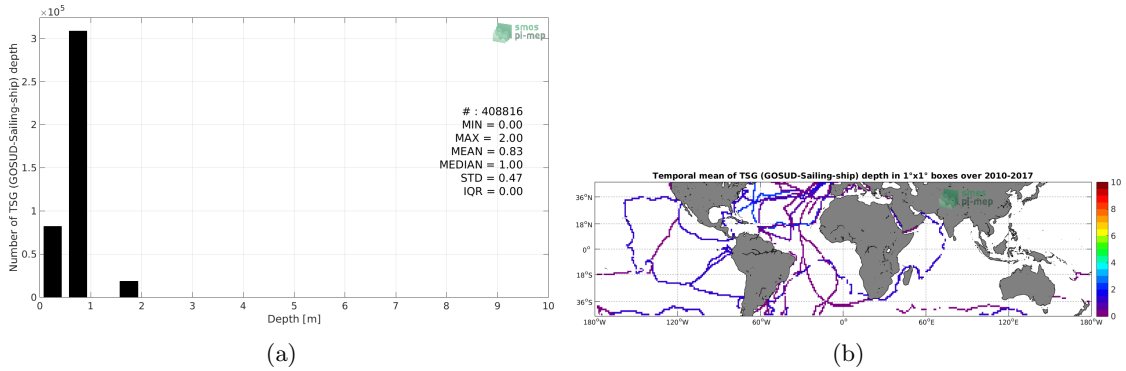 ×10⁵
3
2.5
2
1.5
1
0.5
0
Number of TSG (GOSUD-Sailing-ship) depth
smos
pi-mep
# : 408816
MIN = 0.00
MAX = 2.00
MEAN = 0.83
MEDIAN = 1.00
STD = 0.47
IQR = 0.00
0 1 2 3 4 5 6 7 8 9 10
Depth [m]
(a)
Temporal mean of TSG (GOSUD-Sailing-ship) depth in 1°x1° boxes over 2010-2017
smos
pi-mep
36°N
18°N
0°
18°S
36°S
180°W 120°W 60°W 0° 60°E 120°E 180°W
10
8
6
4
2
0
(b)